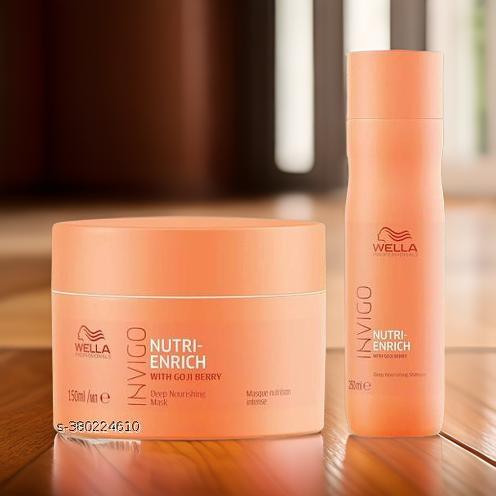 WELLA
PROFESSIONALS
INVIGO
NUTRI-
ENRICH
WITH GOJI BERRY
Deep Nourishing
Mask
Masque nutrition
intense
150ml /мл e
s-380224610
WELLA
PROFESSIONALS
INVIGO
NUTRI-
ENRICH
WITH GOJI BERRY
Deep Nourishing Shampoo
250ml e